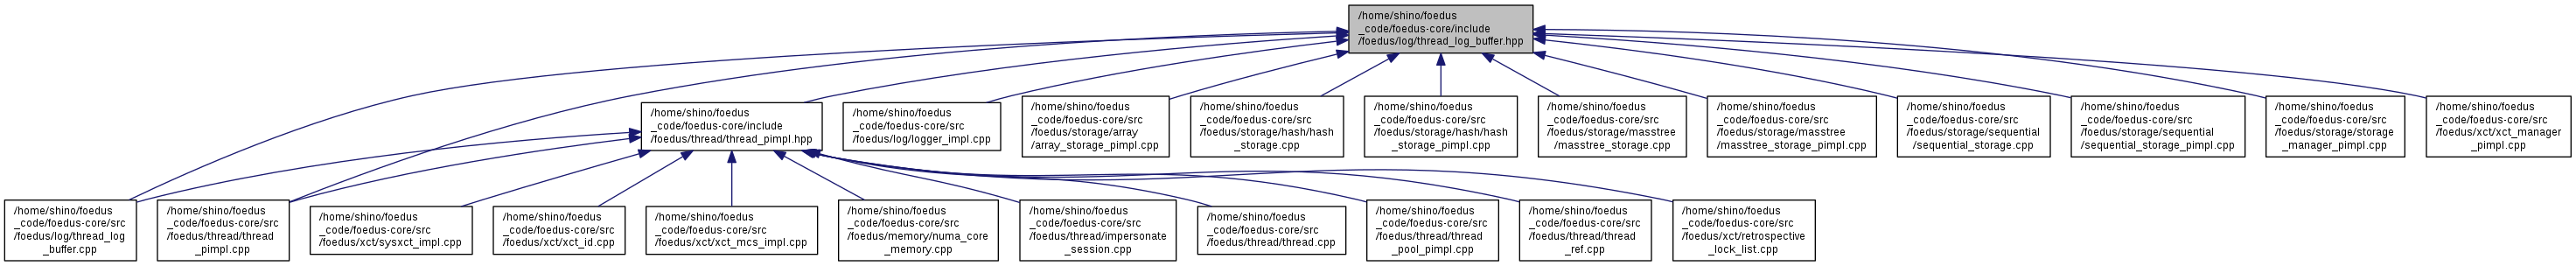 /home/shino/foedus
_code/foedus-core/include
/foedus/log/thread_log_buffer.hpp
/home/shino/foedus
_code/foedus-core/include
/foedus/thread/thread_pimpl.hpp
/home/shino/foedus
_code/foedus-core/src
/foedus/log/logger_impl.cpp
/home/shino/foedus
_code/foedus-core/src
/foedus/storage/array
/array_storage_pimpl.cpp
/home/shino/foedus
_code/foedus-core/src
/foedus/storage/hash/hash
_storage.cpp
/home/shino/foedus
_code/foedus-core/src
/foedus/storage/hash/hash
_storage_pimpl.cpp
/home/shino/foedus
_code/foedus-core/src
/foedus/storage/masstree
/masstree_storage.cpp
/home/shino/foedus
_code/foedus-core/src
/foedus/storage/masstree
/masstree_storage_pimpl.cpp
/home/shino/foedus
_code/foedus-core/src
/foedus/storage/sequential
/sequential_storage.cpp
/home/shino/foedus
_code/foedus-core/src
/foedus/storage/sequential
/sequential_storage_pimpl.cpp
/home/shino/foedus
_code/foedus-core/src
/foedus/storage/storage
_manager_pimpl.cpp
/home/shino/foedus
_code/foedus-core/src
/foedus/xct/xct_manager
_pimpl.cpp
/home/shino/foedus
_code/foedus-core/src
/foedus/log/thread_log
_buffer.cpp
/home/shino/foedus
_code/foedus-core/src
/foedus/thread/thread
_pimpl.cpp
/home/shino/foedus
_code/foedus-core/src
/foedus/xct/sysxct_impl.cpp
/home/shino/foedus
_code/foedus-core/src
/foedus/xct/xct_id.cpp
/home/shino/foedus
_code/foedus-core/src
/foedus/xct/xct_mcs_impl.cpp
/home/shino/foedus
_code/foedus-core/src
/foedus/memory/numa_core
_memory.cpp
/home/shino/foedus
_code/foedus-core/src
/foedus/thread/impersonate
_session.cpp
/home/shino/foedus
_code/foedus-core/src
/foedus/thread/thread.cpp
/home/shino/foedus
_code/foedus-core/src
/foedus/thread/thread
_pool_pimpl.cpp
/home/shino/foedus
_code/foedus-core/src
/foedus/thread/thread
_ref.cpp
/home/shino/foedus
_code/foedus-core/src
/foedus/xct/retrospective
_lock_list.cpp